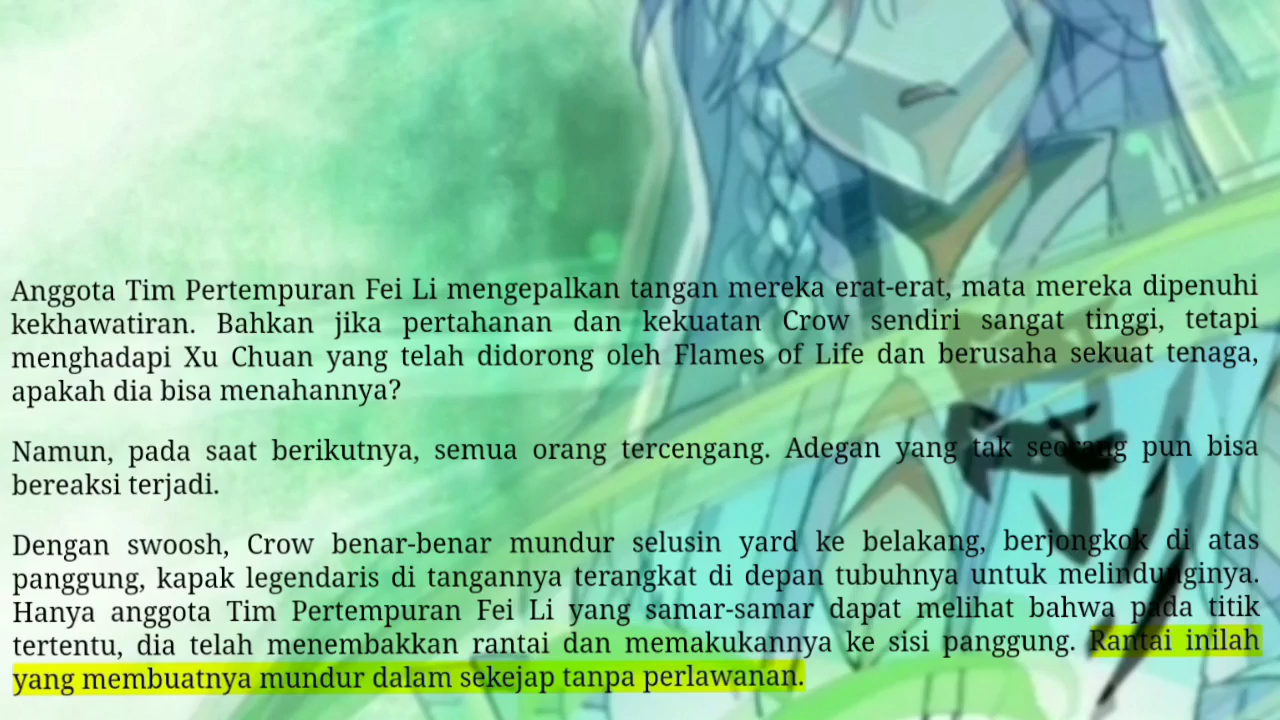 Anggota Tim Pertempuran Fei Li mengepalkan tangan mereka erat-erat, mata mereka dipenuhi
kekhawatiran. Bahkan jika pertahanan dan kekuatan Crow sendiri sangat tinggi, tetapi
menghadapi Xu Chuan yang telah didorong oleh Flames of Life dan berusaha sekuat tenaga,
apakah dia bisa menahannya?
Namun, pada saat berikutnya, semua orang tercengang. Adegan yang tak seorang pun bisa
bereaksi terjadi.
Dengan swoosh, Crow benar-benar mundur selusin yard ke belakang, berjongkok di atas
panggung, kapak legendaris di tangannya terangkat di depan tubuhnya untuk melindunginya.
Hanya anggota Tim Pertempuran Fei Li yang samar-samar dapat melihat bahwa pada titik
tertentu, dia telah menembakkan rantai dan memakukannya ke sisi panggung. Rantai inilah
yang membuatnya mundur dalam sekejap tanpa perlawanan.